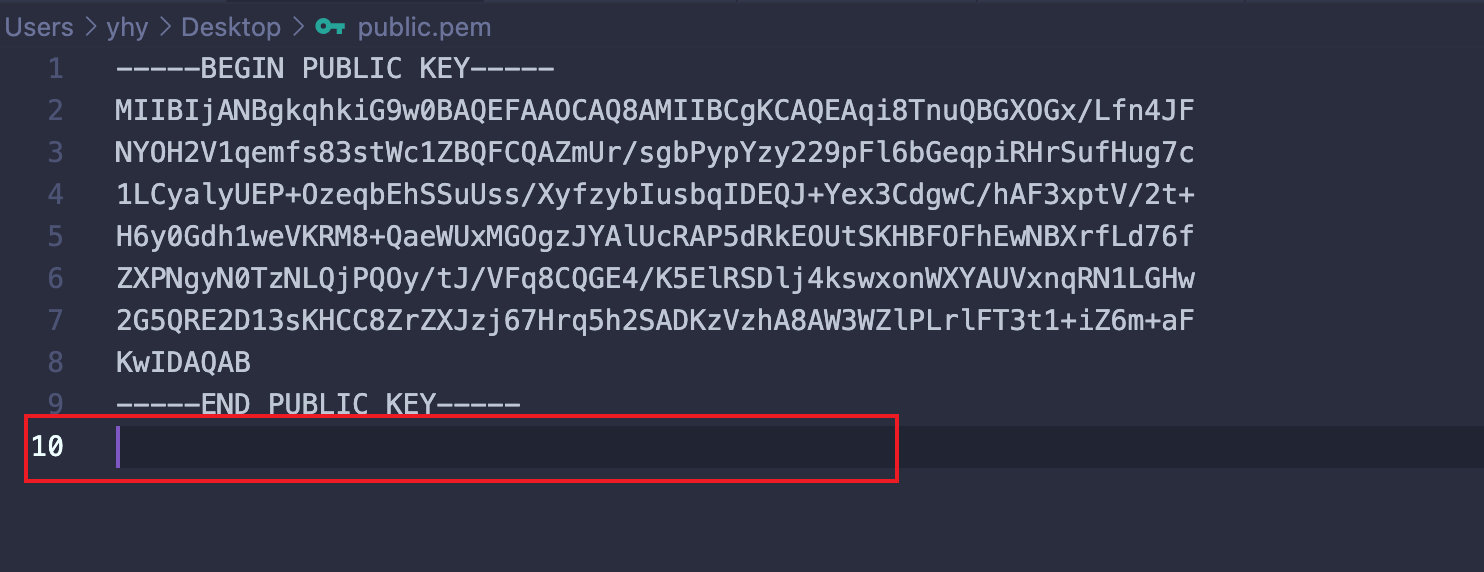 Users > yhy > Desktop > public.pem
1 -----BEGIN PUBLIC KEY-----
2 MIIBIjANBgkqhkiG9w0BAQEFAAOCAQ8AMIIBCgKCAQEAqi8TnuQBGXOGx/Lfn4JF
3 NYOH2V1qemfs83stWc1ZBQFCQAZmUr/sgbPypYzy229pFl6bGeqpiRHrSufHug7c
4 1LCyalyUEP+OzeqbEhSSuUss/XyfzybIusbqIDEQJ+Yex3CdgwC/hAF3xptV/2t+
5 H6y0Gdh1weVKRM8+QaeWUxMGOgzJYAlUcRAP5dRkEOUtSKHBFOFhEwNBXrfLd76f
6 ZXPNgyN0TzNLQjPQOy/tJ/VFq8CQGE4/K5ElRSDlj4kswxonWXYAUVxnqRN1LGHw
7 2G5QRE2D13sKHCC8ZrZXJzj67Hrq5h2SADKzVzhA8AW3WZlPLrlFT3t1+iZ6m+aF
8 KwIDAQAB
9 -----END PUBLIC KEY-----
10